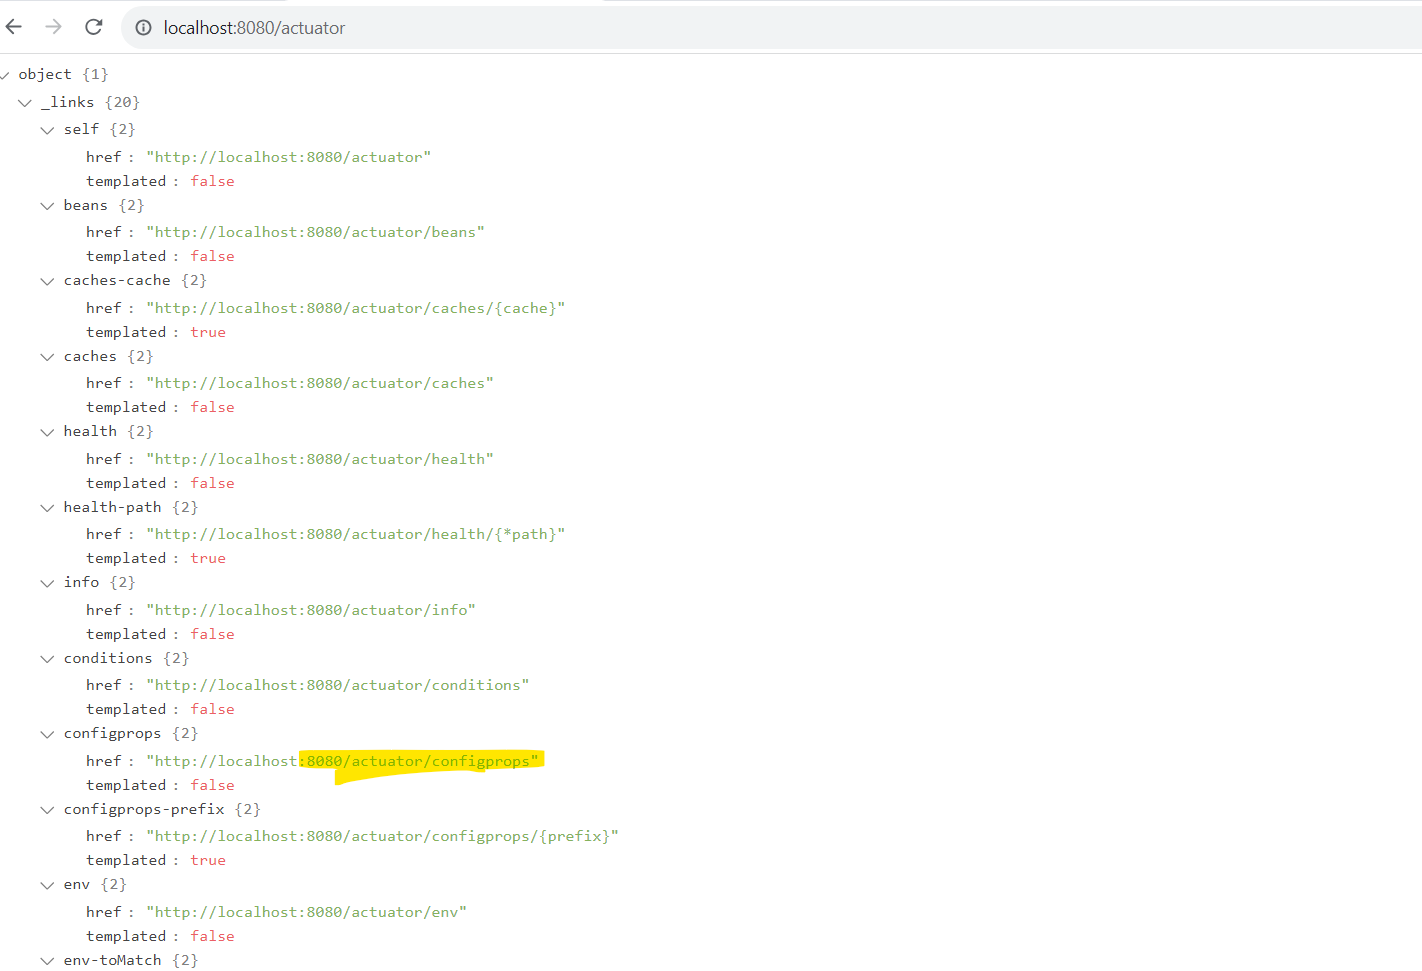 localhost:8080/actuator
object {1}
_links {20}
self {2}
href : "http://localhost:8080/actuator"
templated : false
beans {2}
href : "http://localhost:8080/actuator/beans"
templated : false
caches-cache {2}
href : "http://localhost:8080/actuator/caches/{cache}"
templated : true
caches {2}
href : "http://localhost:8080/actuator/caches"
templated : false
health {2}
href : "http://localhost:8080/actuator/health"
templated : false
health-path {2}
href : "http://localhost:8080/actuator/health/{*path}"
templated : true
info {2}
href : "http://localhost:8080/actuator/info"
templated : false
conditions {2}
href : "http://localhost:8080/actuator/conditions"
templated : false
configprops {2}
href : "http://localhost:8080/actuator/configprops"
templated : false
configprops-prefix {2}
href : "http://localhost:8080/actuator/configprops/{prefix}"
templated : true
env {2}
href : "http://localhost:8080/actuator/env"
templated : false
env-toMatch {2}